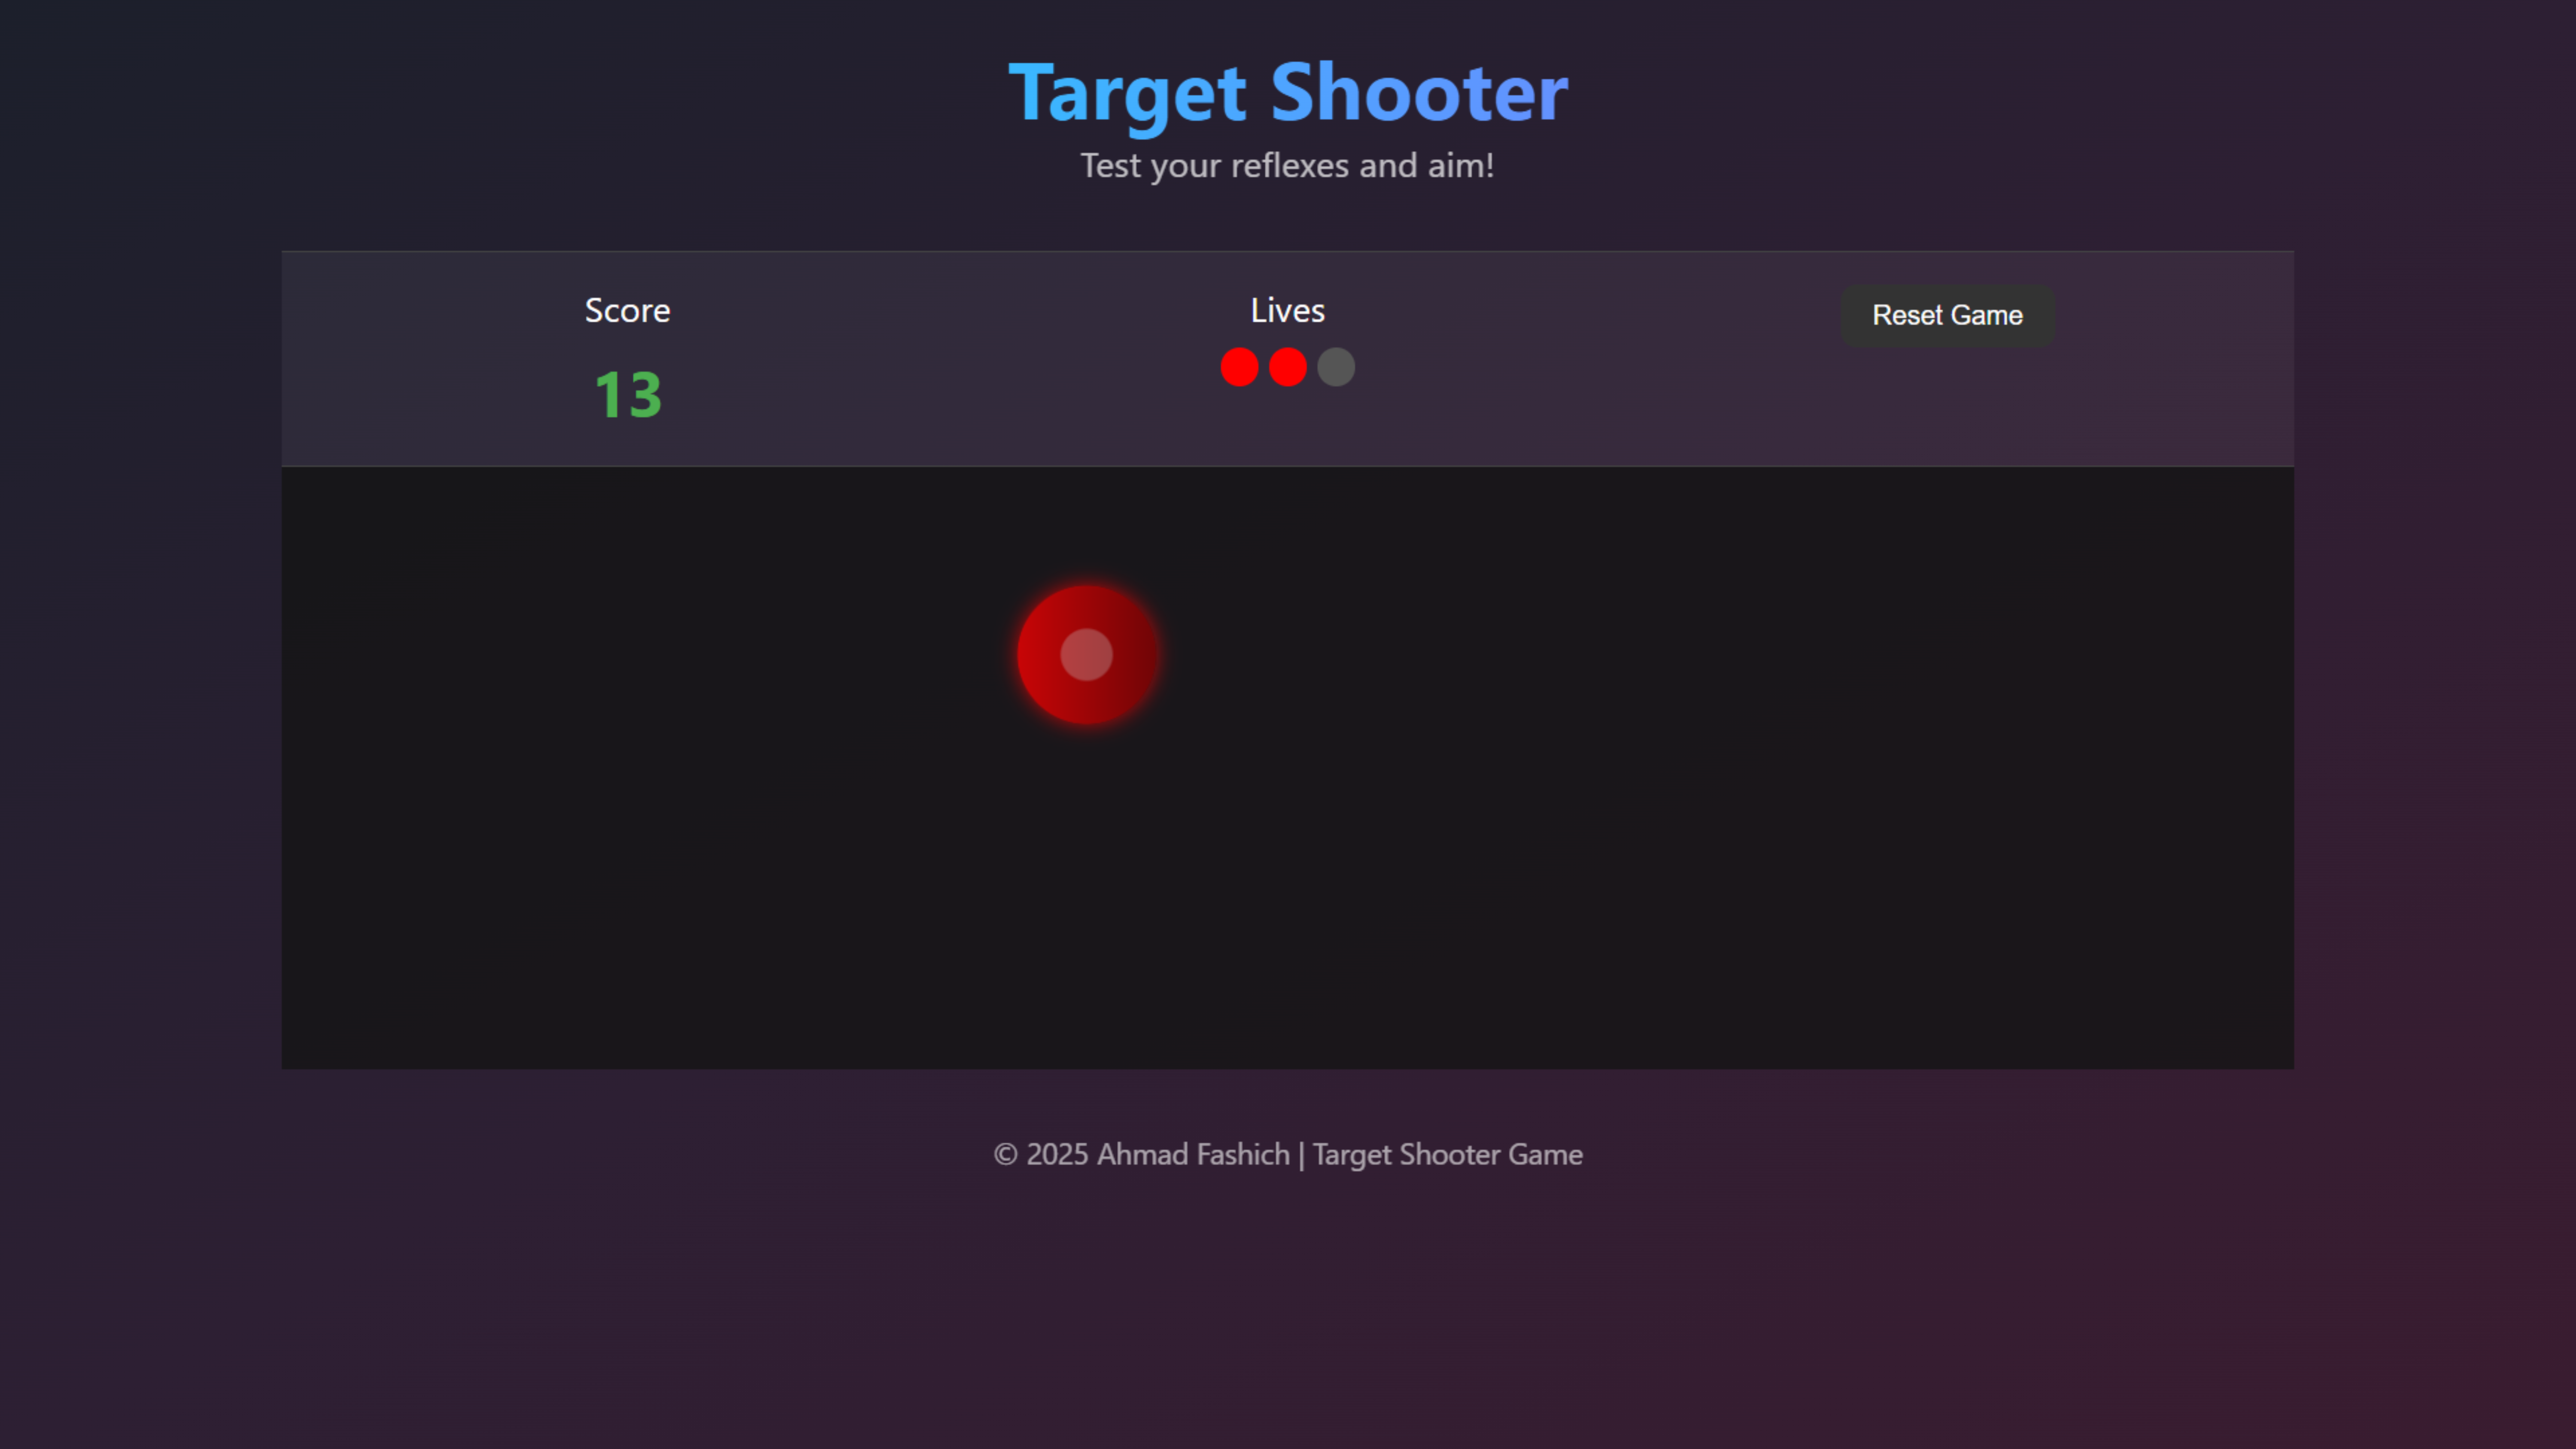 Target Shooter
Test your reflexes and aim!
Score
13
Lives
Reset Game
© 2025 Ahmad Fashich | Target Shooter Game